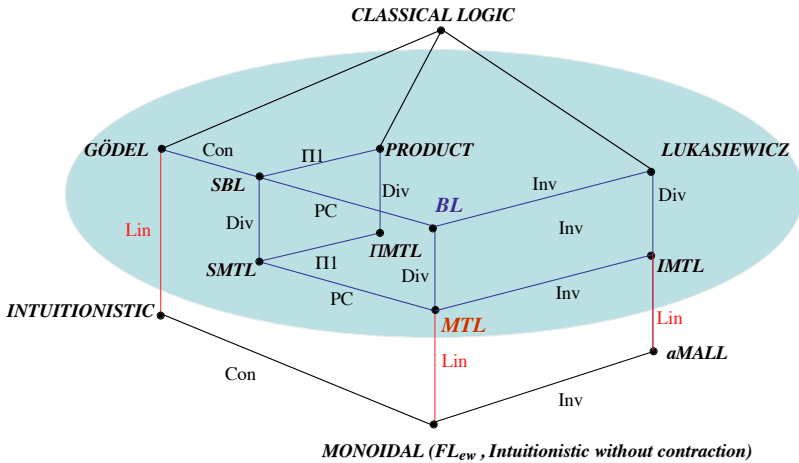 CLASSICAL LOGIC
GÖDEL
Con
Π1
PRODUCT
LUKASIEWICZ
SBL
Div
Inv
Div
PC
BL
Lin
Div
Inv
ΠMTL
SMTL
Π1
Div
IMTL
PC
Inv
INTUITIONISTIC
MTL
Lin
aMALL
Lin
Con
Inv
MONOIDAL (FLew , Intuitionistic without contraction)